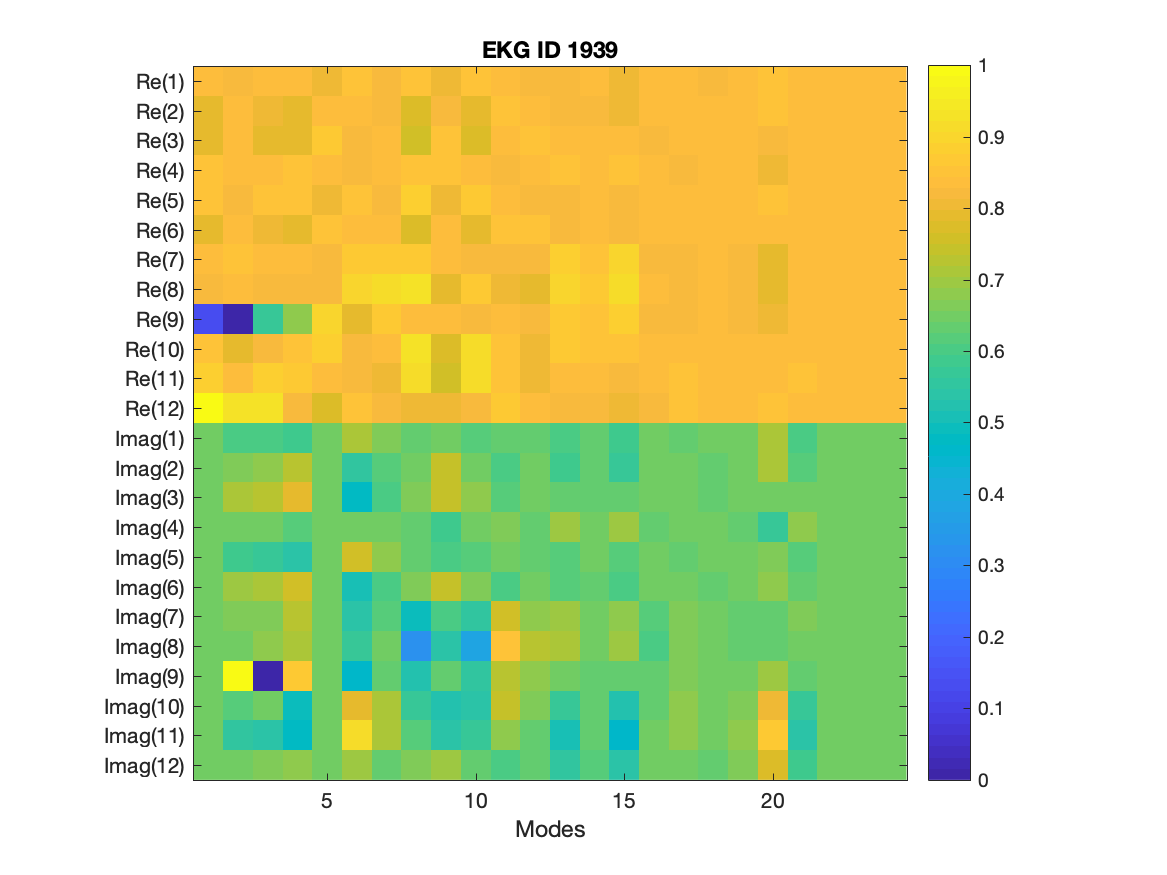 EKG ID 1939
Re(1)
Re(2)
Re(3)
Re(4)
Re(5)
Re(6)
Re(7)
Re(8)
Re(9)
Re(10)
Re(11)
Re(12)
Imag(1)
Imag(2)
Imag(3)
Imag(4)
Imag(5)
Imag(6)
Imag(7)
Imag(8)
Imag(9)
Imag(10)
Imag(11)
Imag(12)
5 10 15 20
Modes
1
0.9
0.8
0.7
0.6
0.5
0.4
0.3
0.2
0.1
0